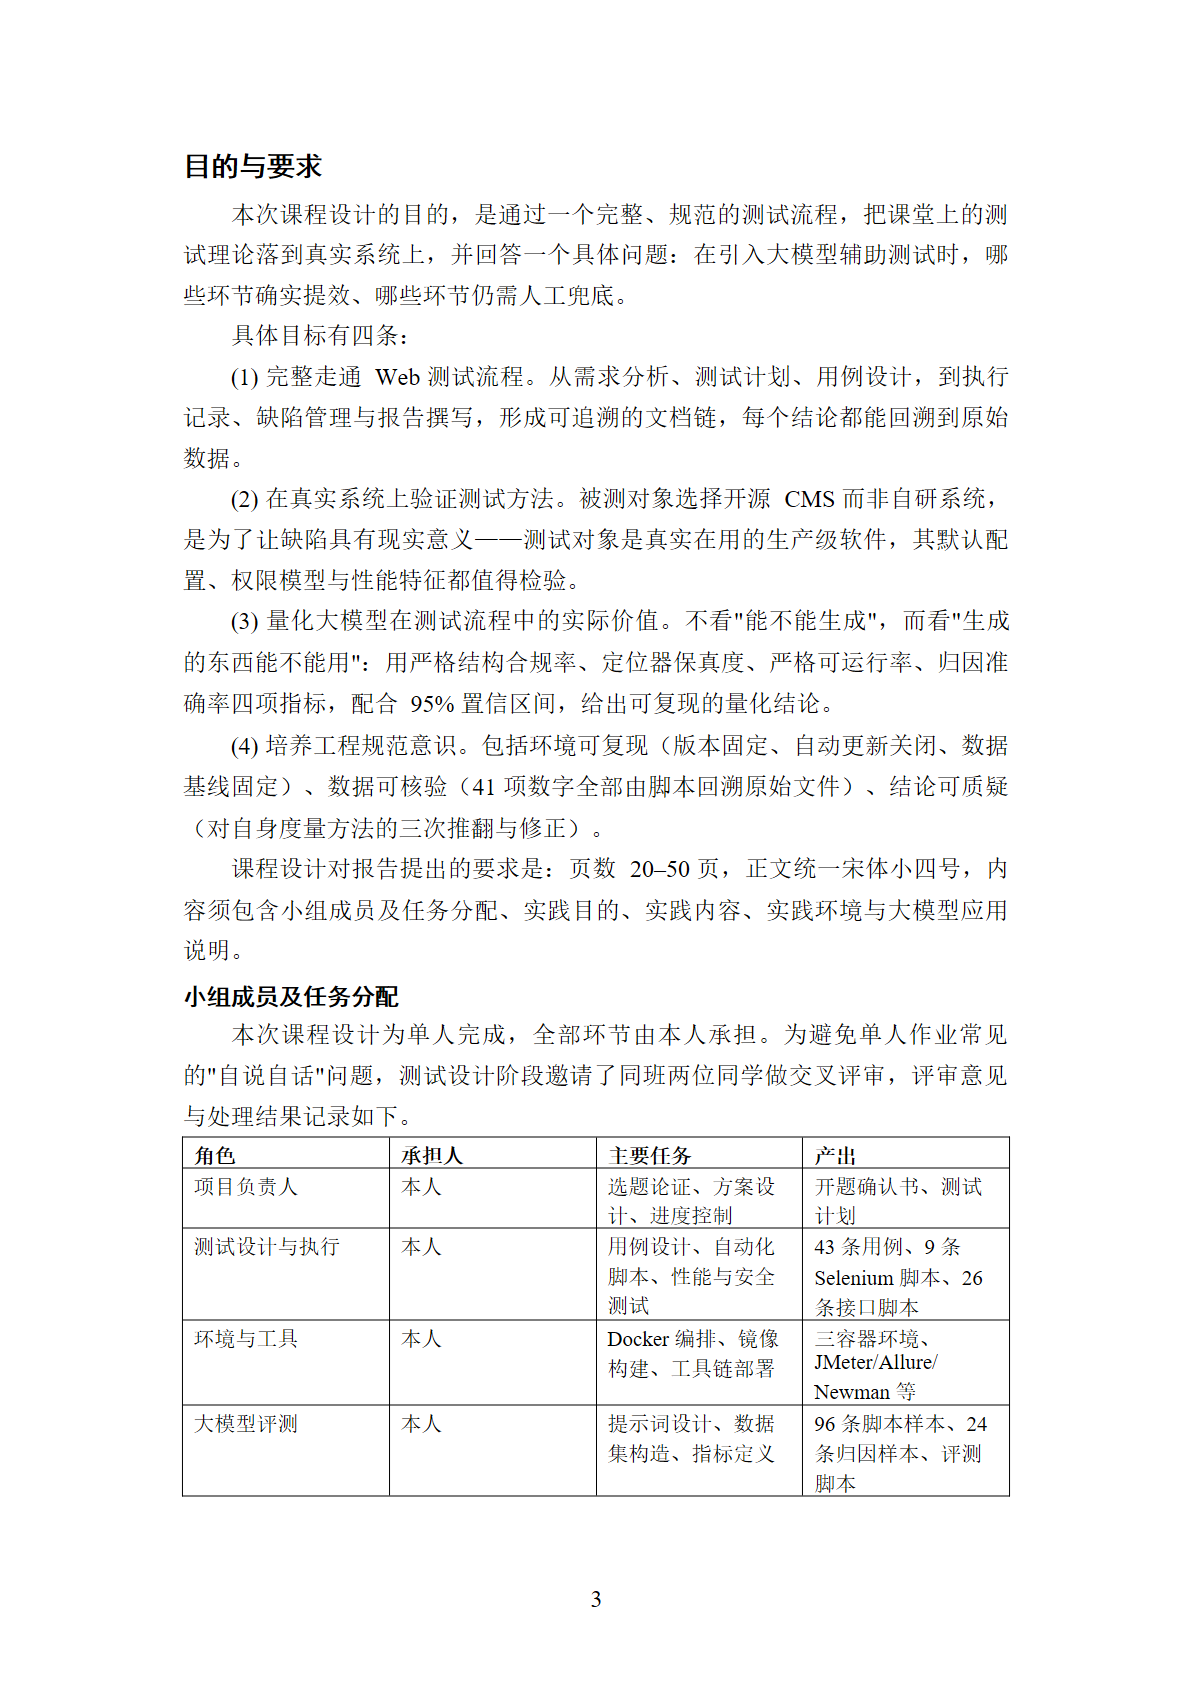 目的与要求
本次课程设计的目的，是通过一个完整、规范的测试流程，把课堂上的测
试理论落到真实系统上，并回答一个具体问题：在引入大模型辅助测试时，哪
些环节确实提效、哪些环节仍需人工兜底。
具体目标有四条：
(1) 完整走通 Web 测试流程。从需求分析、测试计划、用例设计，到执行
记录、缺陷管理与报告撰写，形成可追溯的文档链，每个结论都能回溯到原始
数据。
(2) 在真实系统上验证测试方法。被测对象选择开源 CMS 而非自研系统，
是为了让缺陷具有现实意义——测试对象是真实在用的生产级软件，其默认配
置、权限模型与性能特征都值得检验。
(3) 量化大模型在测试流程中的实际价值。不看"能不能生成"，而看"生成
的东西能不能用"：用严格结构合规率、定位器保真度、严格可运行率、归因准
确率四项指标，配合 95% 置信区间，给出可复现的量化结论。
(4) 培养工程规范意识。包括环境可复现（版本固定、自动更新关闭、数据
基线固定）、数据可核验（41 项数字全部由脚本回溯原始文件）、结论可质疑
（对自身度量方法的三次推翻与修正）。
课程设计对报告提出的要求是：页数 20–50 页，正文统一宋体小四号，内
容须包含小组成员及任务分配、实践目的、实践内容、实践环境与大模型应用
说明。
小组成员及任务分配
本次课程设计为单人完成，全部环节由本人承担。为避免单人作业常见
的"自说自话"问题，测试设计阶段邀请了同班两位同学做交叉评审，评审意见
与处理结果记录如下。
角色 承担人 主要任务 产出
项目负责人 本人 选题论证、方案设 开题确认书、测试
计、进度控制 计划
测试设计与执行 本人 用例设计、自动化 43 条用例、9 条
脚本、性能与安全 Selenium 脚本、26
测试 条接口脚本
环境与工具 本人 Docker 编排、镜像 三容器环境、
构建、工具链部署 JMeter/Allure/
Newman 等
大模型评测 本人 提示词设计、数据 96 条脚本样本、24
集构造、指标定义 条归因样本、评测
脚本
3